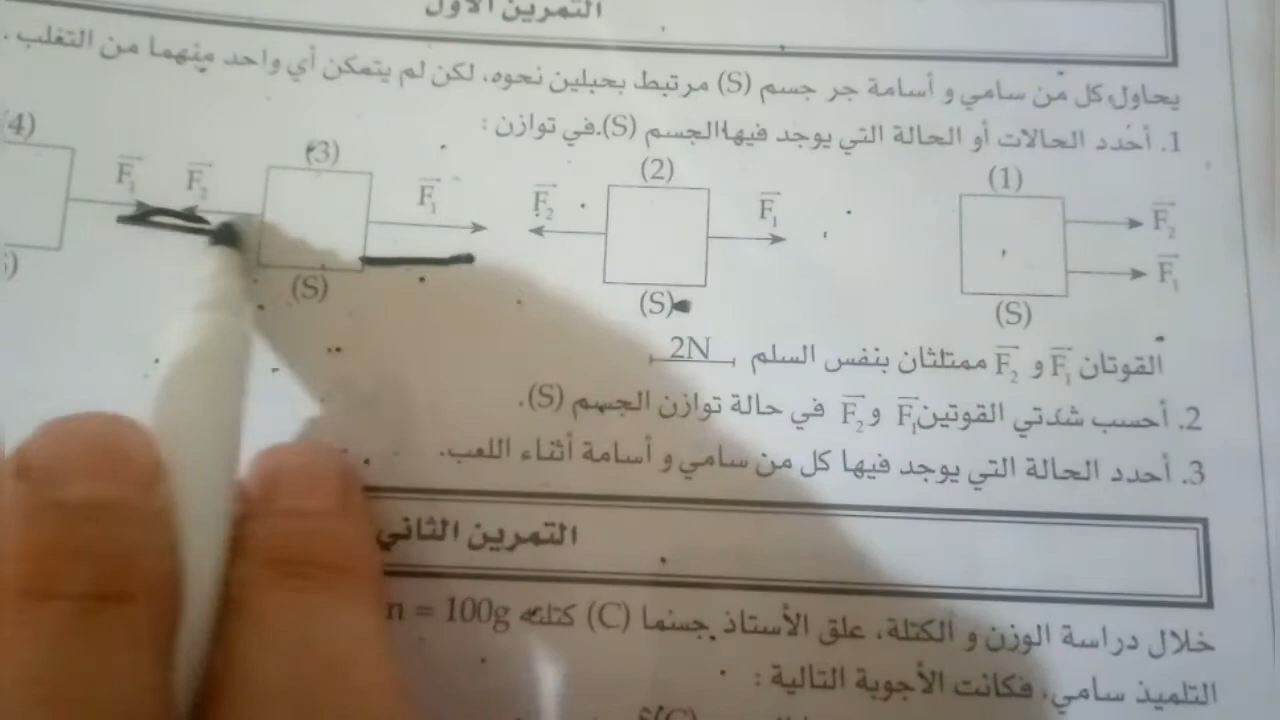 التمرين الأول
يحاول كل من سامي و أسامة جر جسم (S) مرتبط بحبلين نحوه، لكن لم يتمكن أي واحد منهما من التغلب .
1. أحدد الحالات أو الحالة التي يوجد فيها الجسم (S) في توازن :
(1) (2) (3) (4)
F₂ F₁ F₁ F₂ F₁ F₂ F₁
(S) (S) (S)
القوتان F₁ و F₂ ممثلتان بنفس السلم 2N
2. أحسب شدتي القوتين F₁ و F₂ في حالة توازن الجسم (S).
3. أحدد الحالة التي يوجد فيها كل من سامي و أسامة أثناء اللعب.
التمرين الثاني
خلال دراسة الوزن و الكتلة، علق الأستاذ جسما (C) كتلته = 100g
التلميذ سامي، فكانت الأجوبة التالية :